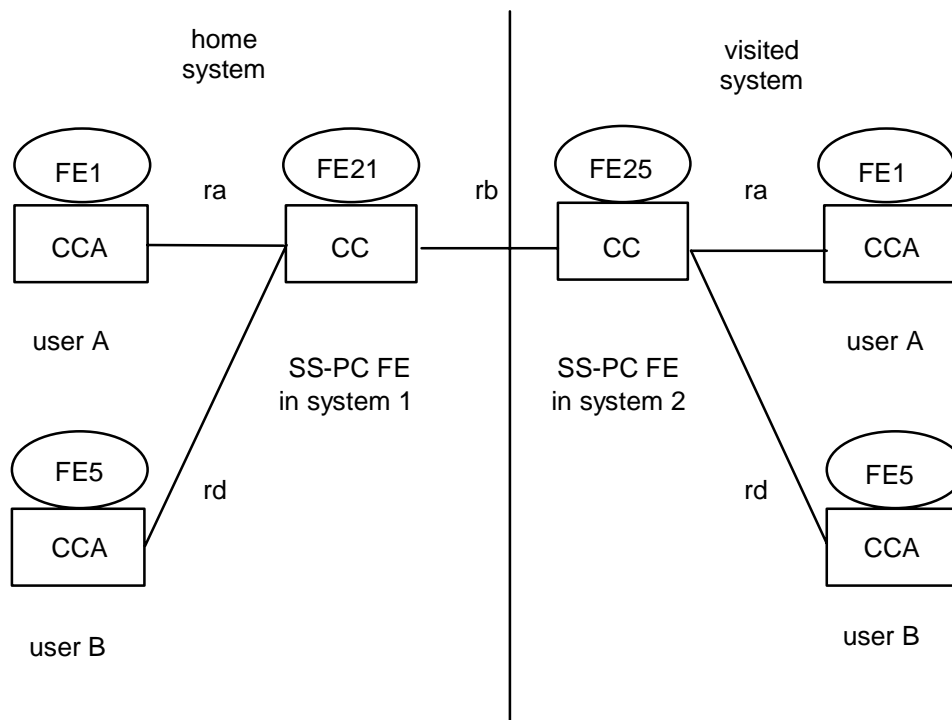 home
system
visited
system
FE1
ra
FE21
rb
FE25
ra
FE1
CCA
CC
CC
CCA
user A
user A
SS-PC FE
in system 1
SS-PC FE
in system 2
FE5
rd
rd
FE5
CCA
CCA
user B
user B